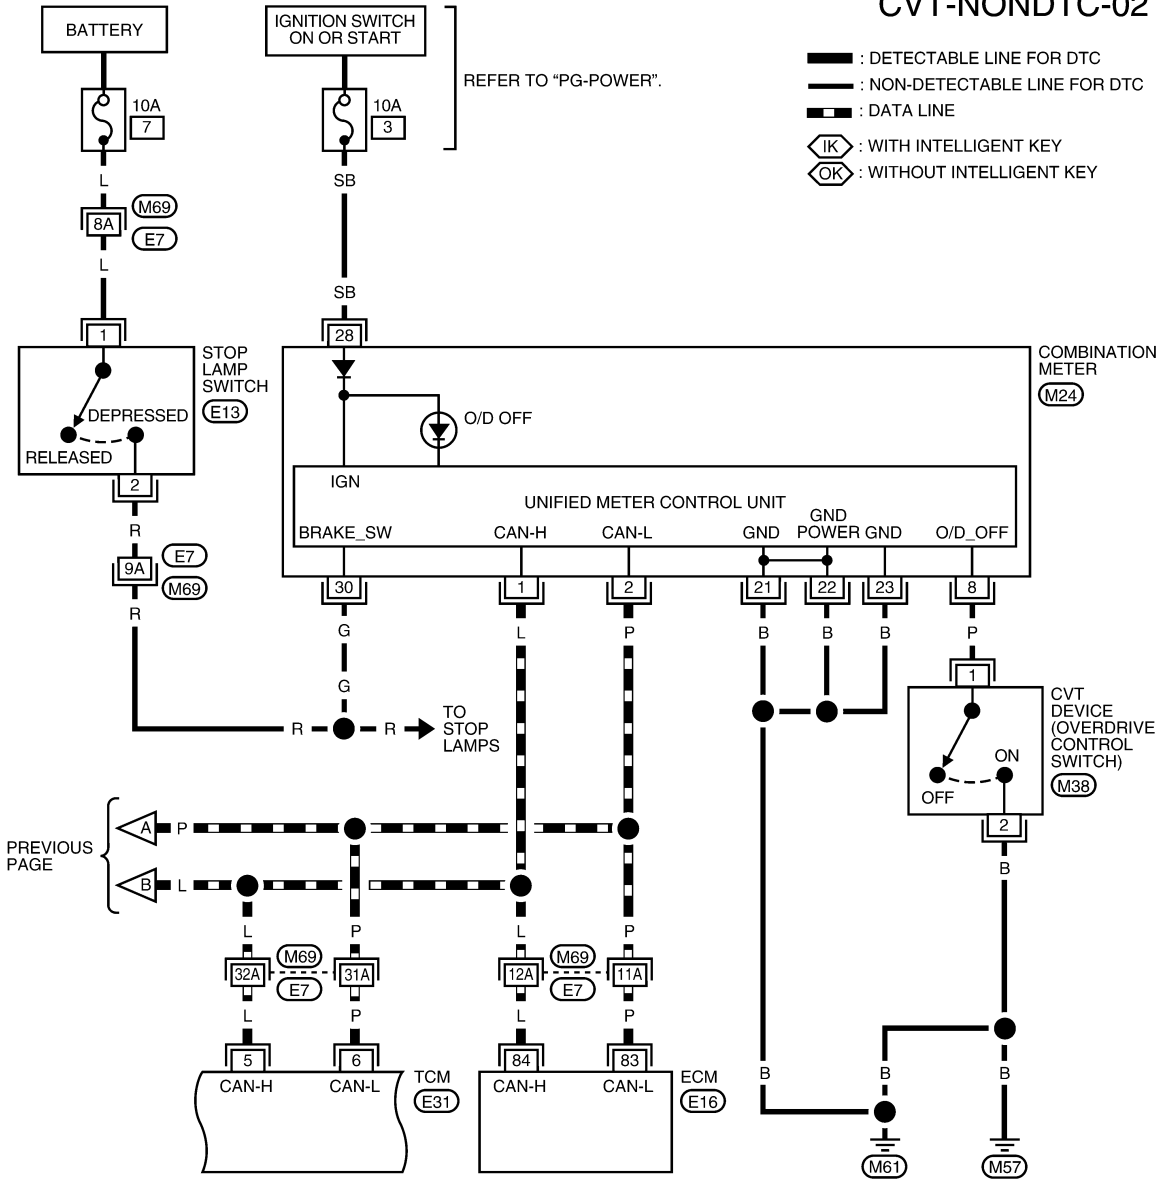 CVT-NONDTC-02
BATTERY
IGNITION SWITCH
ON OR START
REFER TO “PG-POWER”.
: DETECTABLE LINE FOR DTC
: NON-DETECTABLE LINE FOR DTC
: DATA LINE
IK : WITH INTELLIGENT KEY
OK : WITHOUT INTELLIGENT KEY
10A
7
10A
3
L
SB
8A
M69
E7
L
SB
1
28
STOP
LAMP
SWITCH
E13
DEPRESSED
RELEASED
2
COMBINATION
METER
M24
O/D OFF
IGN
UNIFIED METER CONTROL UNIT
BRAKE_SW
CAN-H
CAN-L
GND
GND
POWER
GND
O/D_OFF
R
9A
E7
M69
R
30
1
2
21
22
23
8
G
L
P
B
B
B
P
G
R
R
TO
STOP
LAMPS
1
CVT
DEVICE
(OVERDRIVE
CONTROL
SWITCH)
M38
ON
OFF
2
B
PREVIOUS
PAGE
A
P
B
L
L
P
L
P
32A
M69
E7
31A
12A
M69
E7
11A
L
P
L
P
5
6
84
83
CAN-H
CAN-L
TCM
E31
CAN-H
CAN-L
ECM
E16
B
B
B
M61
M57